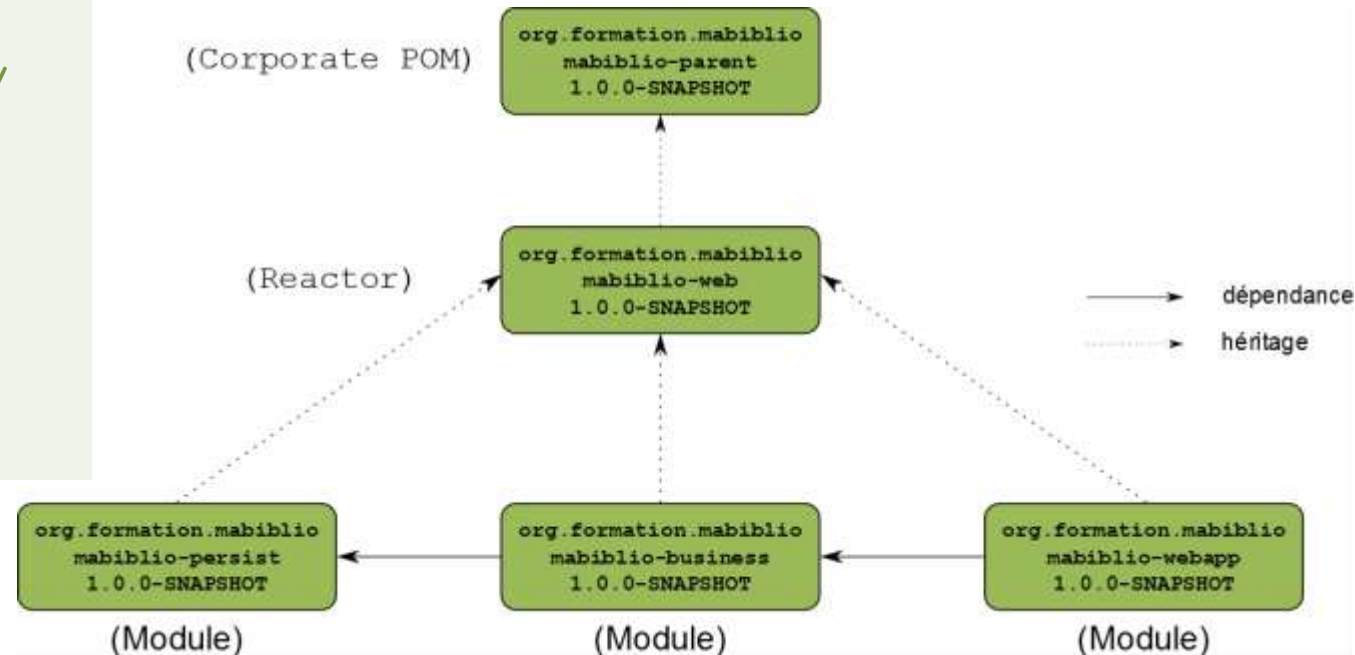 (Corporate POM)
org.formation.mabiblio
mabiblio-parent
1.0.0-SNAPSHOT
(Reactor)
org.formation.mabiblio
mabiblio-web
1.0.0-SNAPSHOT
dépendance
héritage
org.formation.mabiblio
mabiblio-persist
1.0.0-SNAPSHOT
(Module)
org.formation.mabiblio
mabiblio-business
1.0.0-SNAPSHOT
(Module)
org.formation.mabiblio
mabiblio-webapp
1.0.0-SNAPSHOT
(Module)